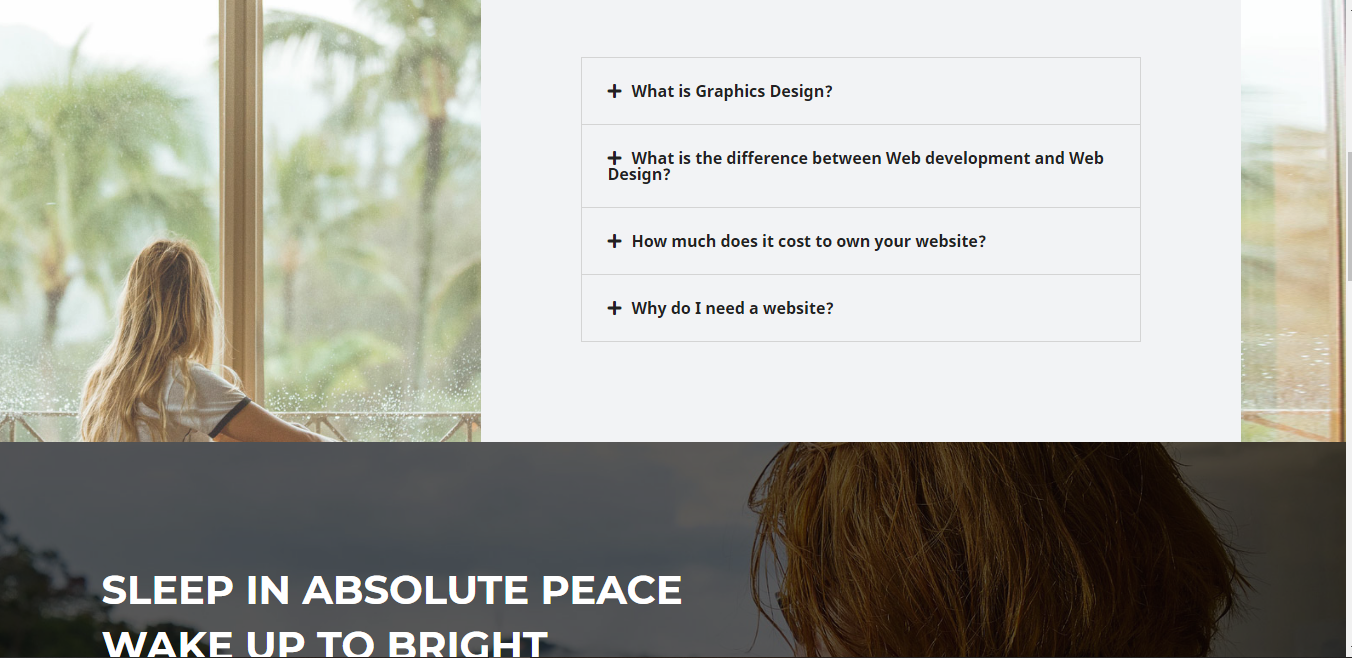 What is Graphics Design?
What is the difference between Web development and Web
Design?
How much does it cost to own your website?
Why do I need a website?
SLEEP IN ABSOLUTE PEACE
WAKE UP TO BRIGHT